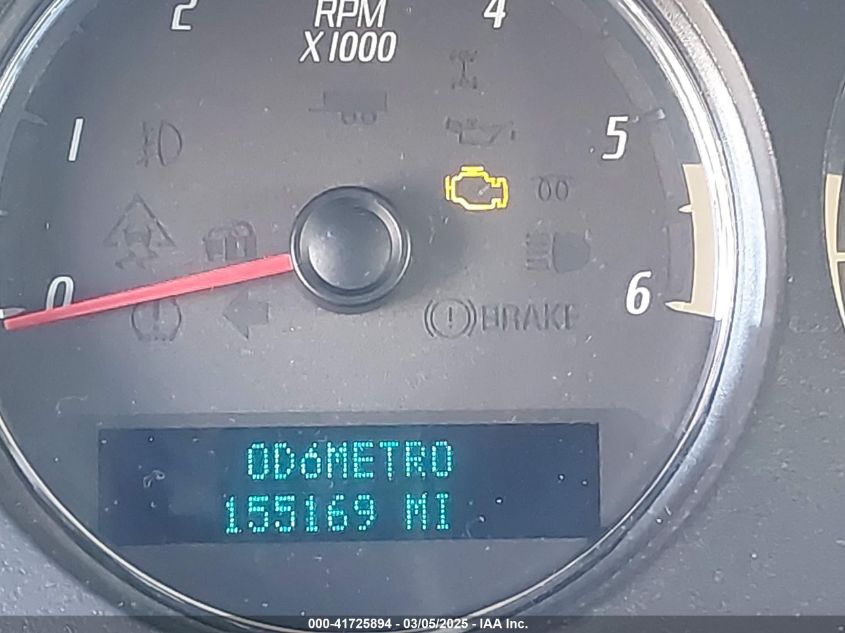 2
RPM
4
X1000
1
5
0
6
BRAKE
ODóMETRO
155169 MI
000-41725894 - 03/05/2025 - IAA Inc.